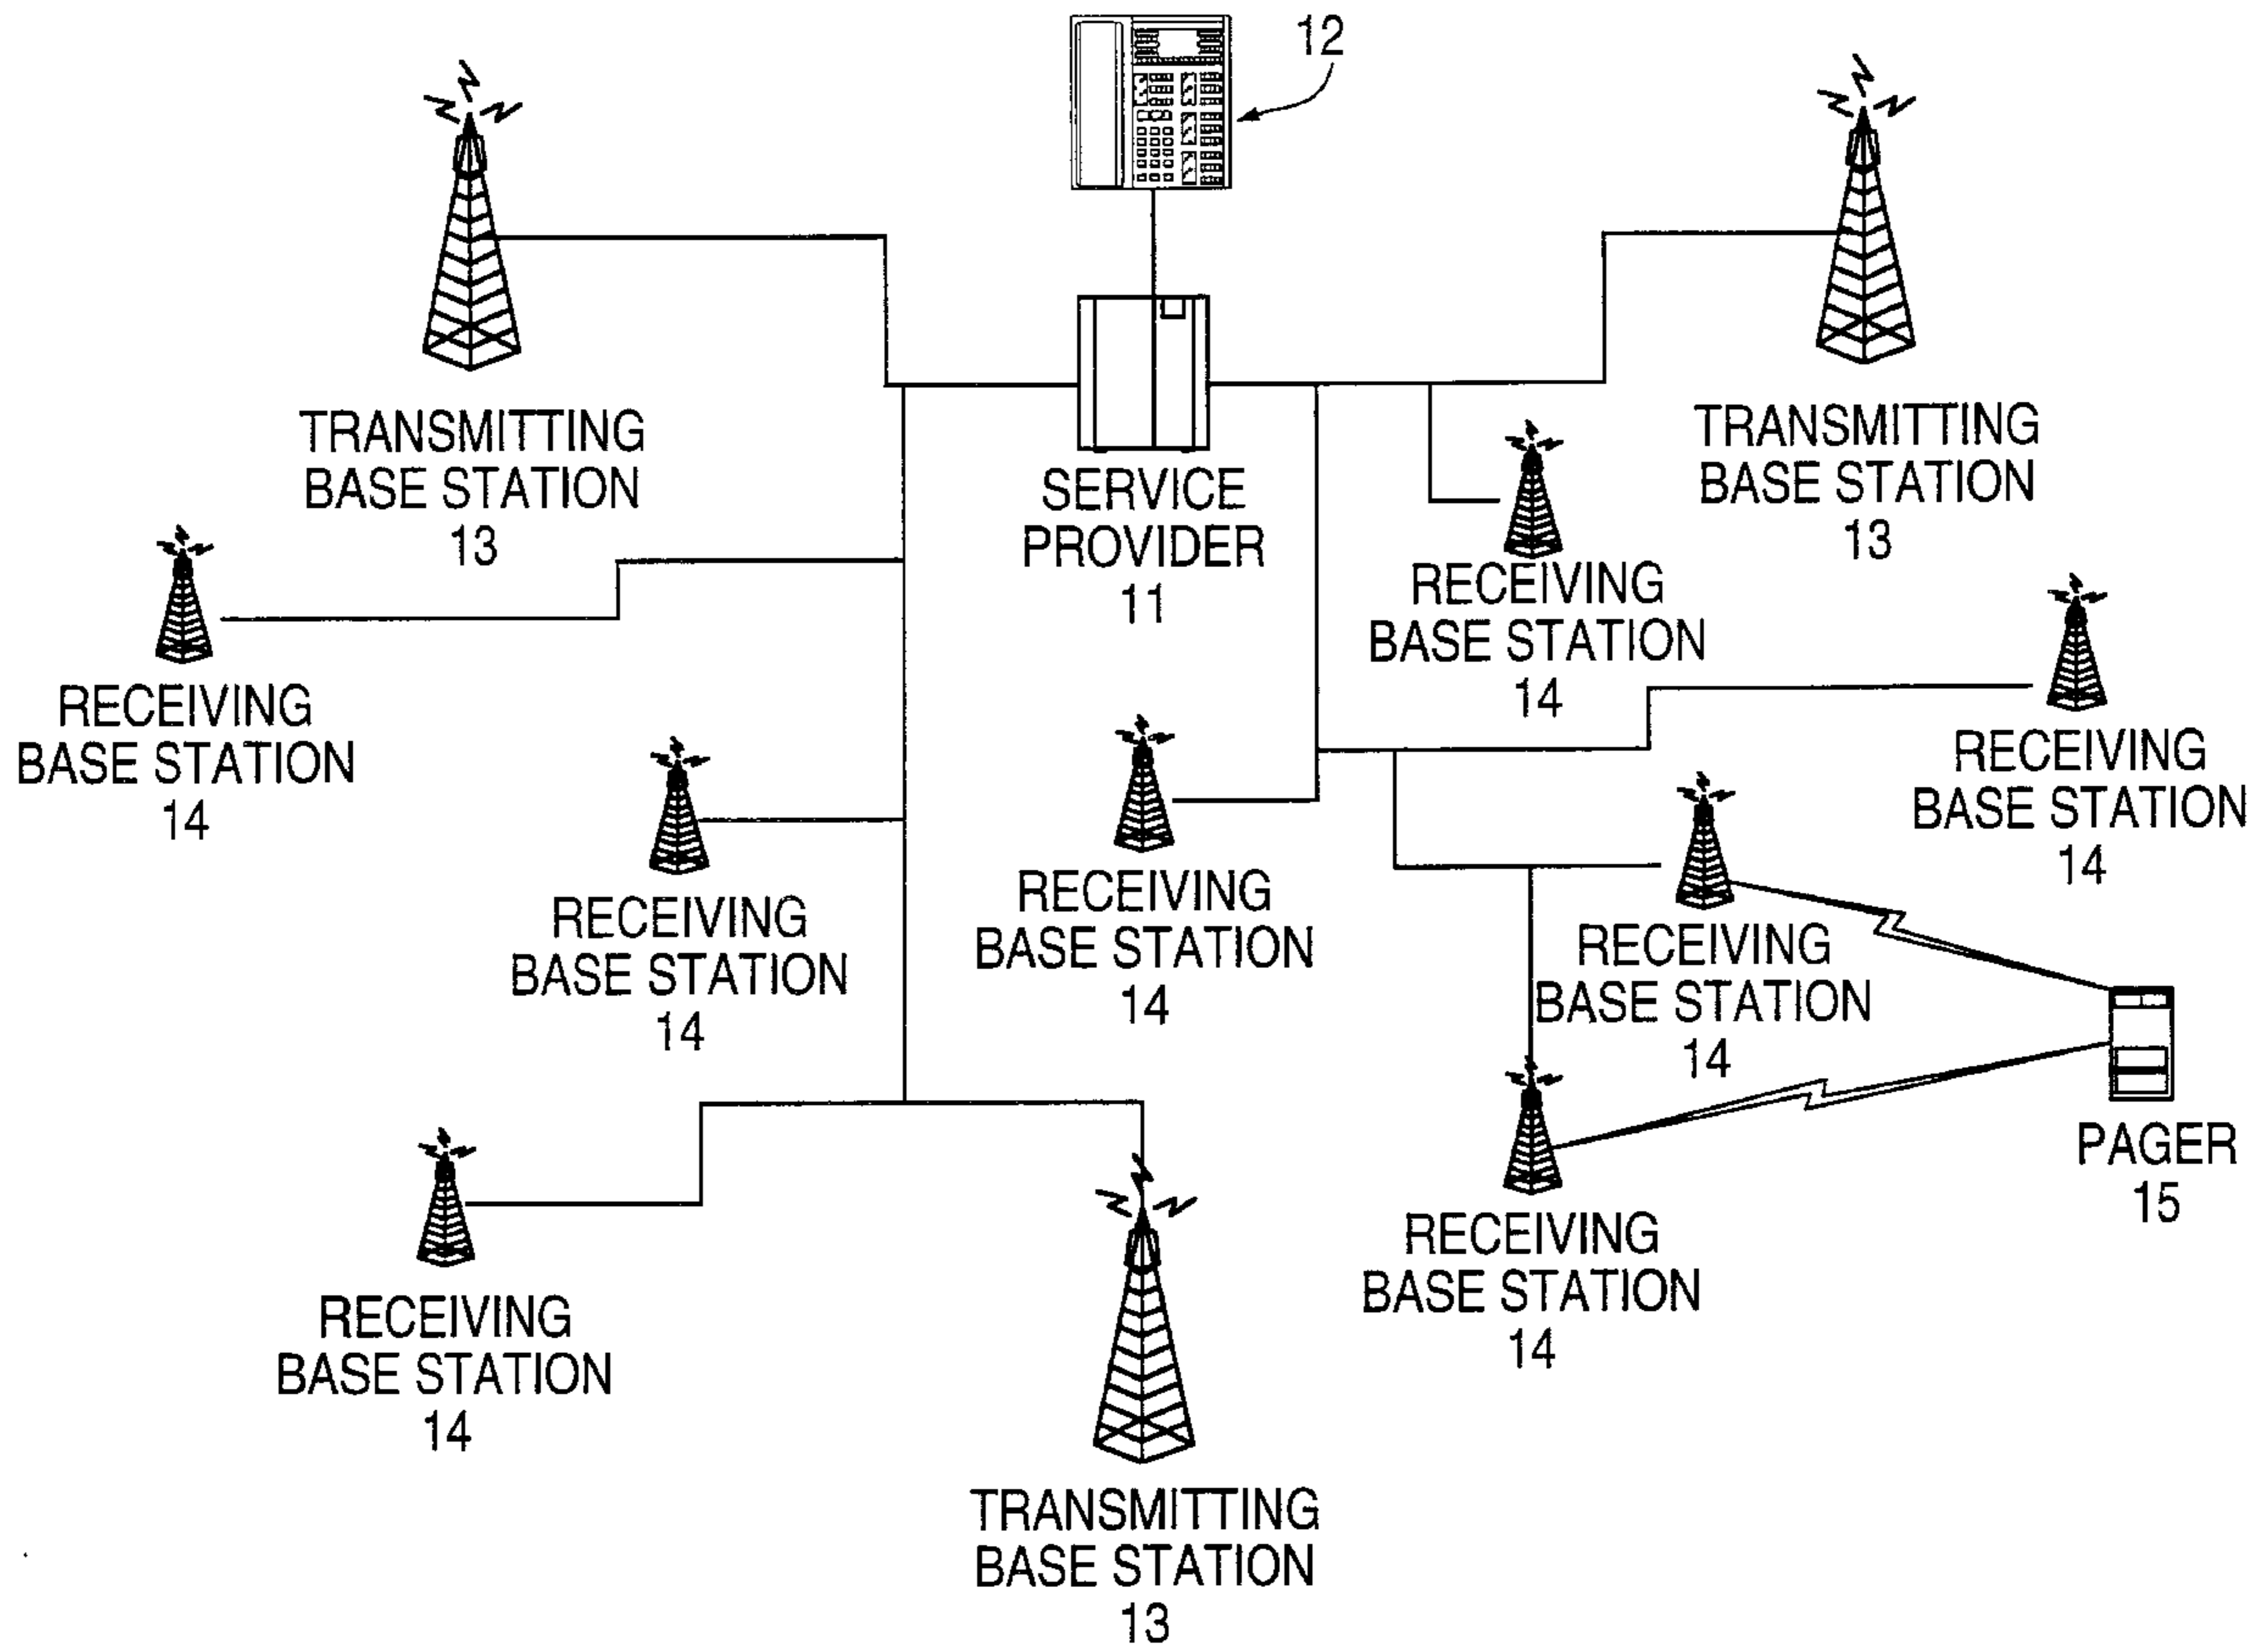 12
TRANSMITTING
BASE STATION
13
SERVICE
PROVIDER
11
TRANSMITTING
BASE STATION
13
RECEIVING
BASE STATION
14
RECEIVING
BASE STATION
14
RECEIVING
BASE STATION
14
RECEIVING
BASE STATION
14
RECEIVING
BASE STATION
14
RECEIVING
BASE STATION
14
PAGER
15
RECEIVING
BASE STATION
14
RECEIVING
BASE STATION
14
TRANSMITTING
BASE STATION
13